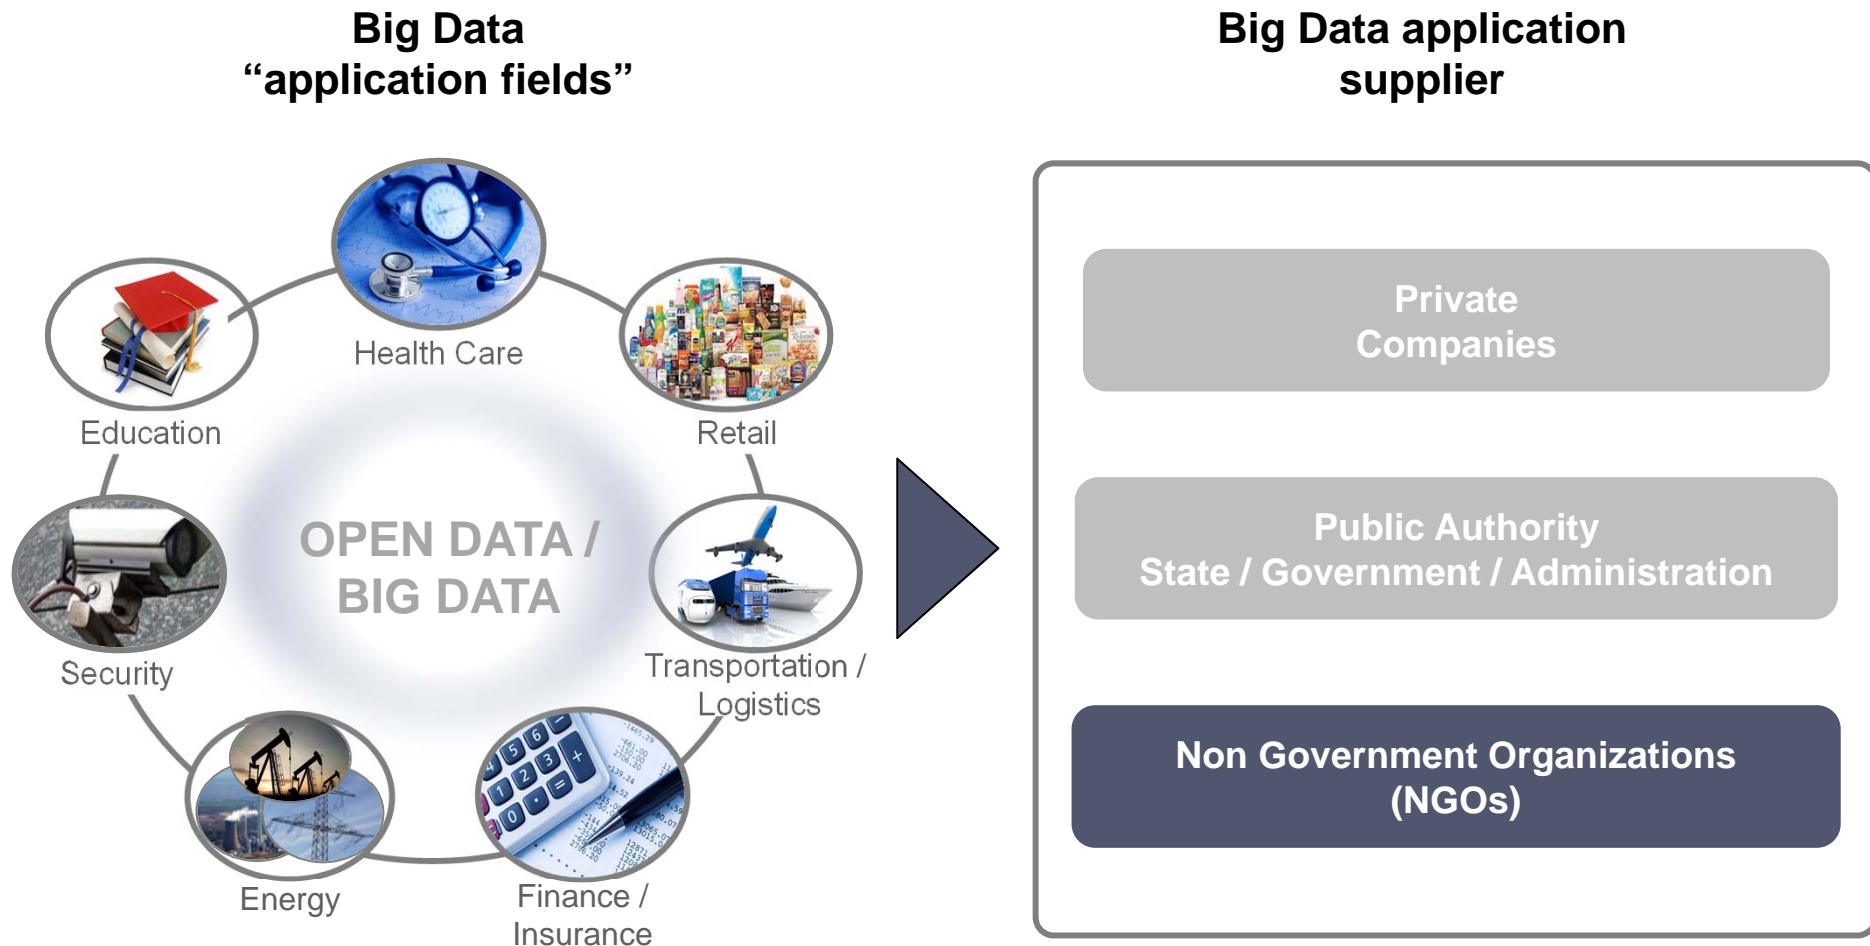 Big Data
“application fields”
Big Data application
supplier
Health Care
Education
Retail
OPEN DATA /
BIG DATA
Security
Transportation /
Logistics
Energy
Finance /
Insurance
Private
Companies
Public Authority
State / Government / Administration
Non Government Organizations
(NGOs)